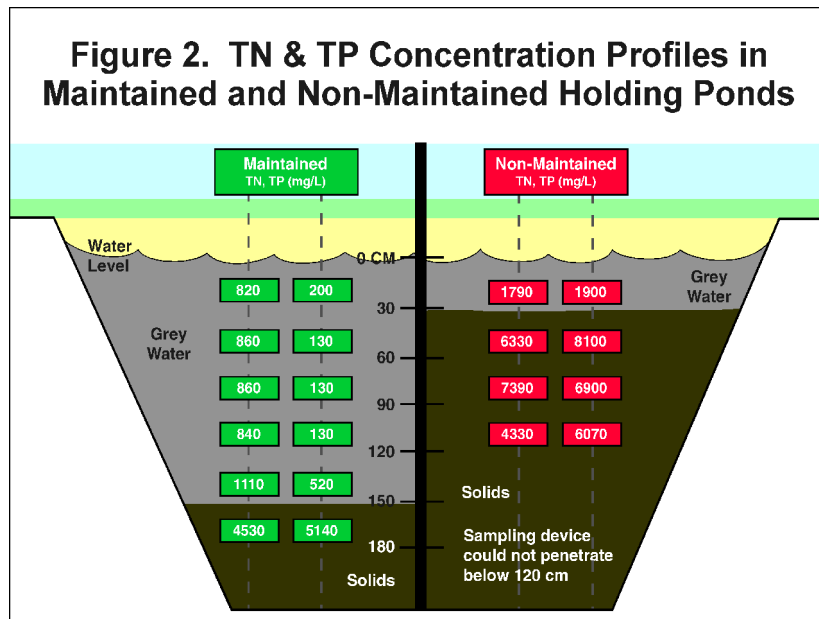 Figure 2. TN & TP Concentration Profiles in
Maintained and Non-Maintained Holding Ponds
Maintained
TN, TP (mg/L)
Non-Maintained
TN, TP (mg/L)
Water
Level
0 CM
Grey
Water
820 200
1790 1900
30
Grey
Water
860 130
6330 8100
60
860 130
7390 6900
90
840 130
4330 6070
120
1110 520
150
Solids
4530 5140
180
Sampling device
could not penetrate
below 120 cm
Solids